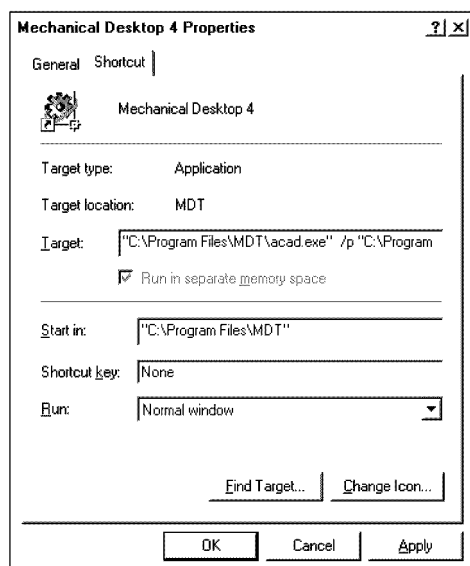 Mechanical Desktop 4 Properties
General Shortcut
Mechanical Desktop 4
Target type: Application
Target location: MDT
Target: "C:\Program Files\MDT\acad.exe" /p "C:\Program
Run in separate memory space
Start in: "C:\Program Files\MDT"
Shortcut key: None
Run: Normal window
Find Target... Change Icon...
OK Cancel Apply